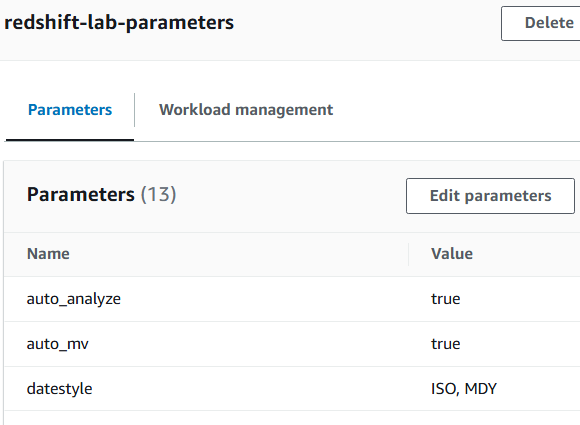 redshift-lab-parameters
Delete
Parameters Workload management
Parameters (13)
Edit parameters
Name Value
auto_analyze true
auto_mv true
datestyle ISO, MDY